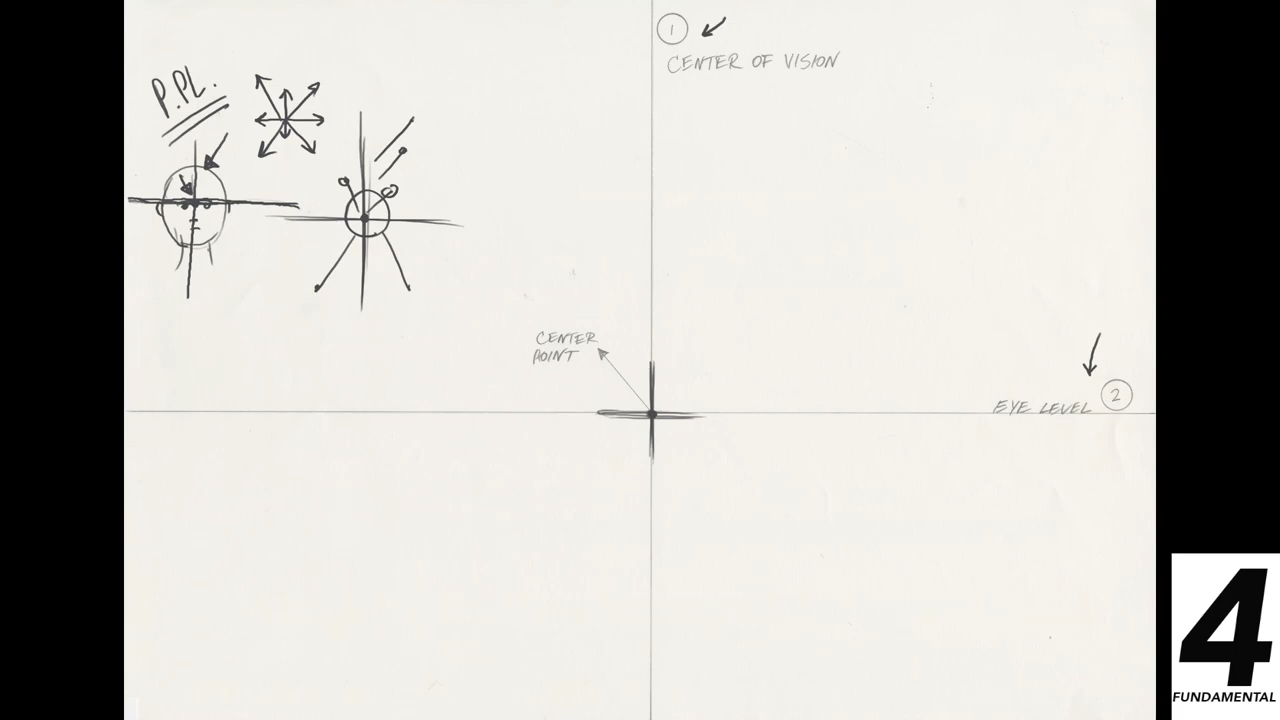 1
CENTER OF VISION
P.PL.
CENTER
POINT
EYE LEVEL 2
4
FUNDAMENTAL